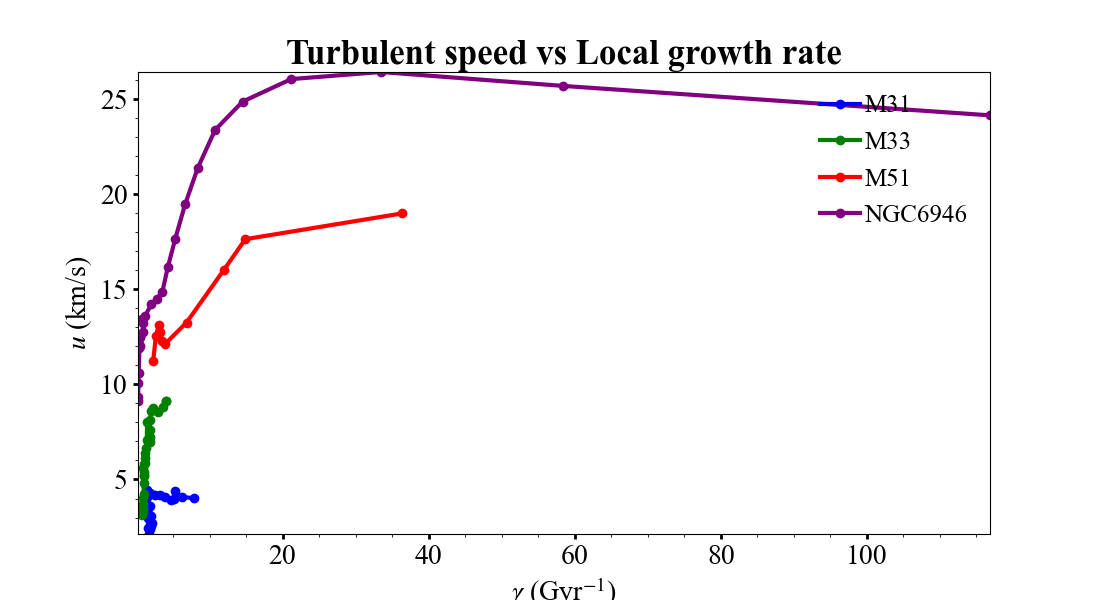 Turbulent speed vs Local growth rate
25
20
15
10
5
u (km/s)
M31
M33
M51
NGC6946
20 40 60 80 100
γ (Gyr⁻¹)